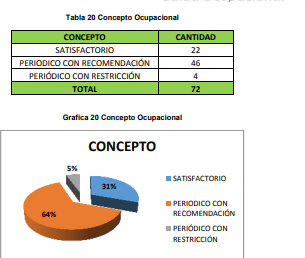 Tabla 20 Concepto Ocupacional
CONCEPTO CANTIDAD
SATISFACTORIO 22
PERIODICO CON RECOMENDACIÓN 46
PERIÓDICO CON RESTRICCIÓN 4
TOTAL 72
Grafica 20 Concepto Ocupacional
CONCEPTO
5%
31%
64%
SATISFACTORIO
PERIODICO CON
RECOMENDACIÓN
PERIÓDICO CON
RESTRICCIÓN